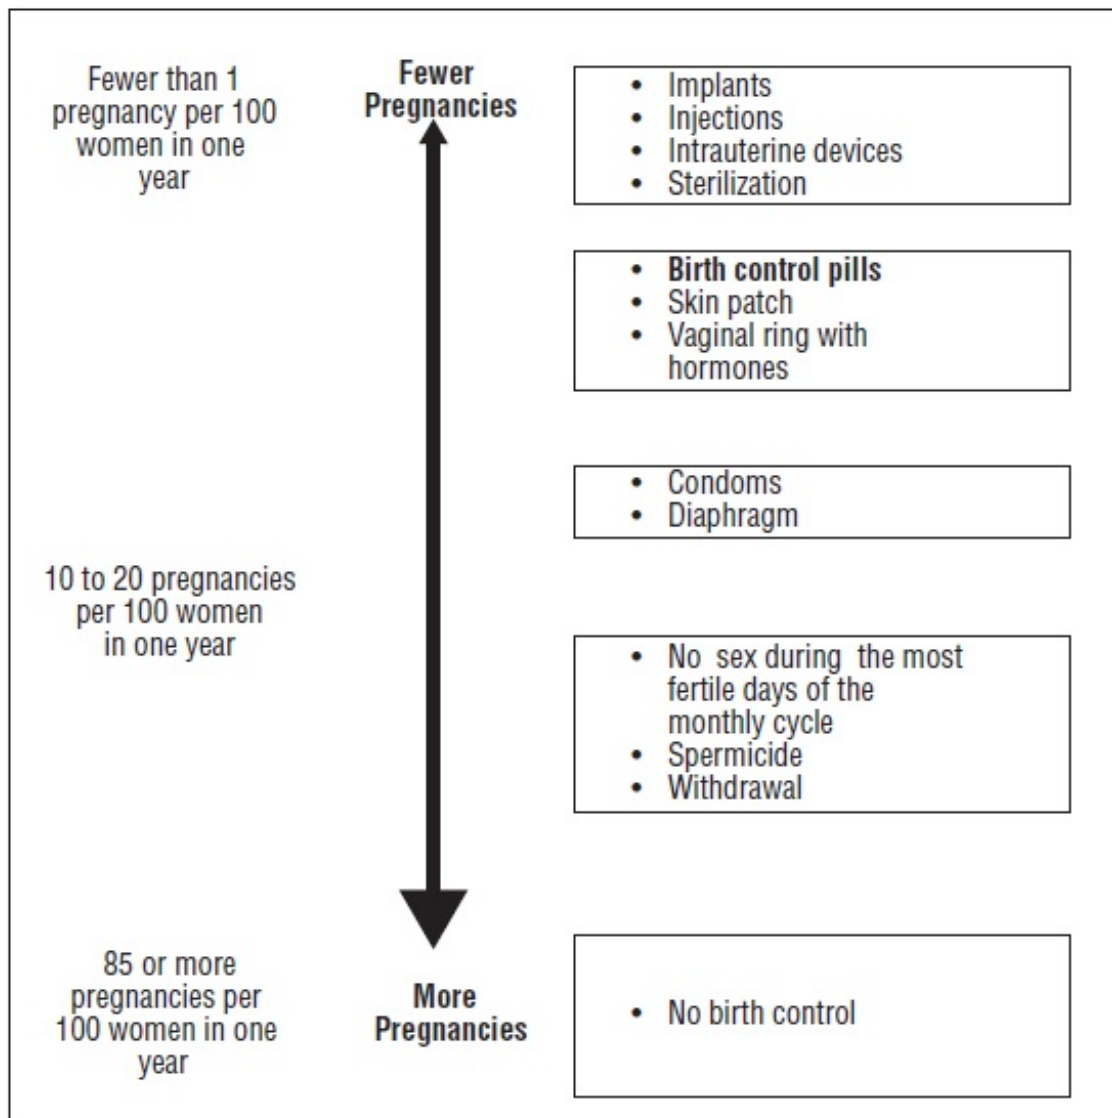 Fewer than 1
pregnancy per 100
women in one
year
Fewer
Pregnancies
• Implants
• Injections
• Intrauterine devices
• Sterilization
• Birth control pills
• Skin patch
• Vaginal ring with
hormones
• Condoms
• Diaphragm
10 to 20 pregnancies
per 100 women
in one year
• No sex during the most
fertile days of the
monthly cycle
• Spermicide
• Withdrawal
85 or more
pregnancies per
100 women in one
year
More
Pregnancies
• No birth control